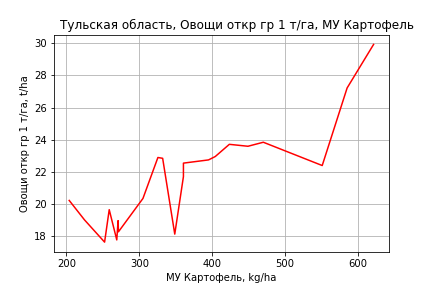 Тульская область, Овощи откр гр 1 т/га, МУ Картофель
30
28
26
24
22
20
18
Овощи откр гр 1 т/га, t/ha
200 300 400 500 600
МУ Картофель, kg/ha